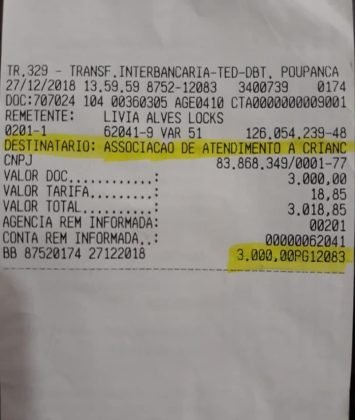 TR.329 - TRANSF.INTERBANCARIA-TED-DBT. POUPANCA
27/12/2018 13.59.59 8752-12083 3400739 0174
DOC:707024 104 00360305 AGE0410 CTA0000000009001
REMETENTE: LIVIA ALVES LOCKS
0201-1 62041-9 VAR 51 126.054.239-48
DESTINATARIO: ASSOCIACAO DE ATENDIMENTO A CRIANC
CNPJ 83.868.349/0001-77
VALOR DOC...........: 3.000,00
VALOR TARIFA........: 18,85
VALOR TOTAL.........: 3.018,85
AGENCIA REM INFORMADA: 00201
CONTA REM INFORMADA..: 00000062041
BB 87520174 27122018 3.000,00PG12083